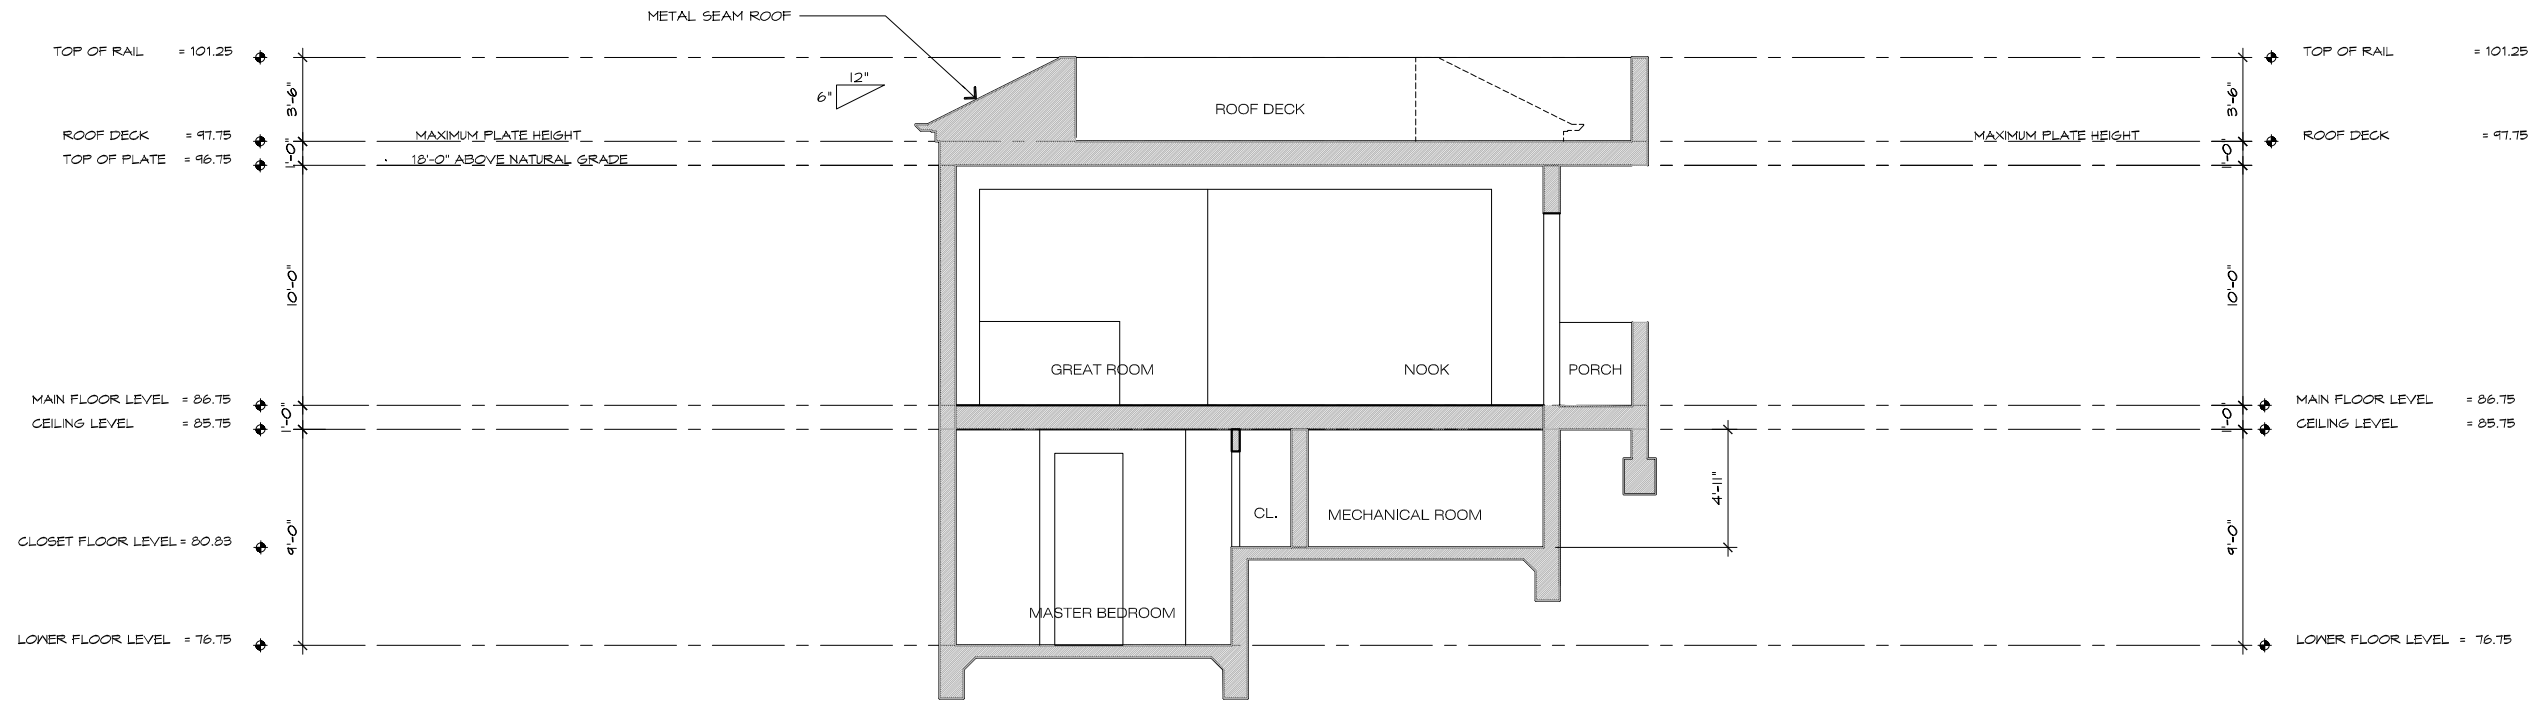 METAL SEAM ROOF
TOP OF RAIL = 101.25
TOP OF RAIL = 101.25
12"
6"
3'-6"
3'-6"
ROOF DECK
ROOF DECK = 97.75
MAXIMUM PLATE HEIGHT
MAXIMUM PLATE HEIGHT
ROOF DECK = 97.75
1'-0"
1'-0"
TOP OF PLATE = 96.75
18'-0" ABOVE NATURAL GRADE
10'-0"
10'-0"
GREAT ROOM
NOOK
PORCH
MAIN FLOOR LEVEL = 86.75
MAIN FLOOR LEVEL = 86.75
1'-0"
1'-0"
CEILING LEVEL = 85.75
CEILING LEVEL = 85.75
4'-11"
CL.
MECHANICAL ROOM
CLOSET FLOOR LEVEL = 80.83
9'-0"
9'-0"
MASTER BEDROOM
LOWER FLOOR LEVEL = 76.75
LOWER FLOOR LEVEL = 76.75